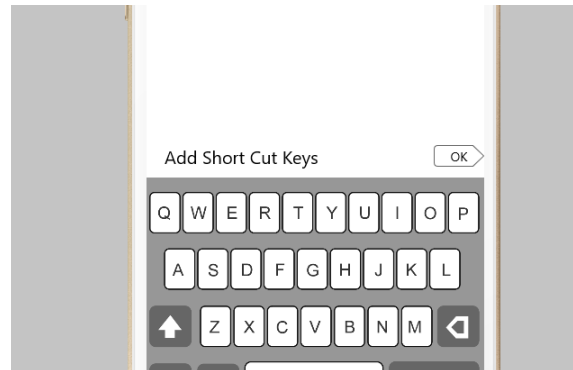 Add Short Cut Keys OK
Q W E R T Y U I O P
A S D F G H J K L
Z X C V B N M